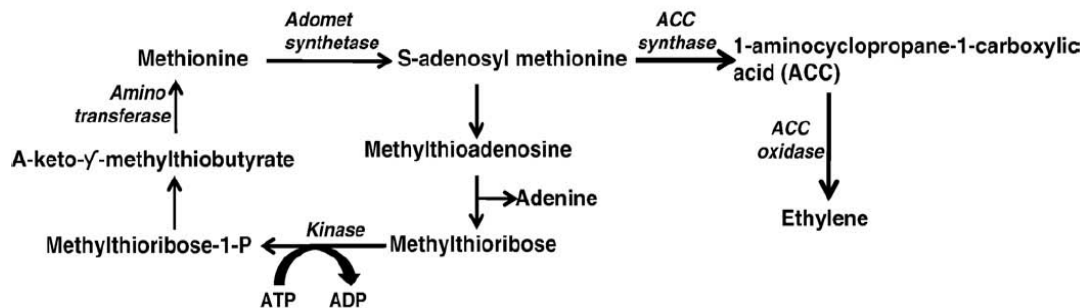 Adomet
synthetase
ACC
synthase
Methionine
S-adenosyl methionine
1-aminocyclopropane-1-carboxylic
acid (ACC)
Amino
transferase
ACC
oxidase
Α-keto-ƴ-methylthiobutyrate
Methylthioadenosine
Adenine
Ethylene
Methylthioribose-1-P
Kinase
Methylthioribose
ATP
ADP